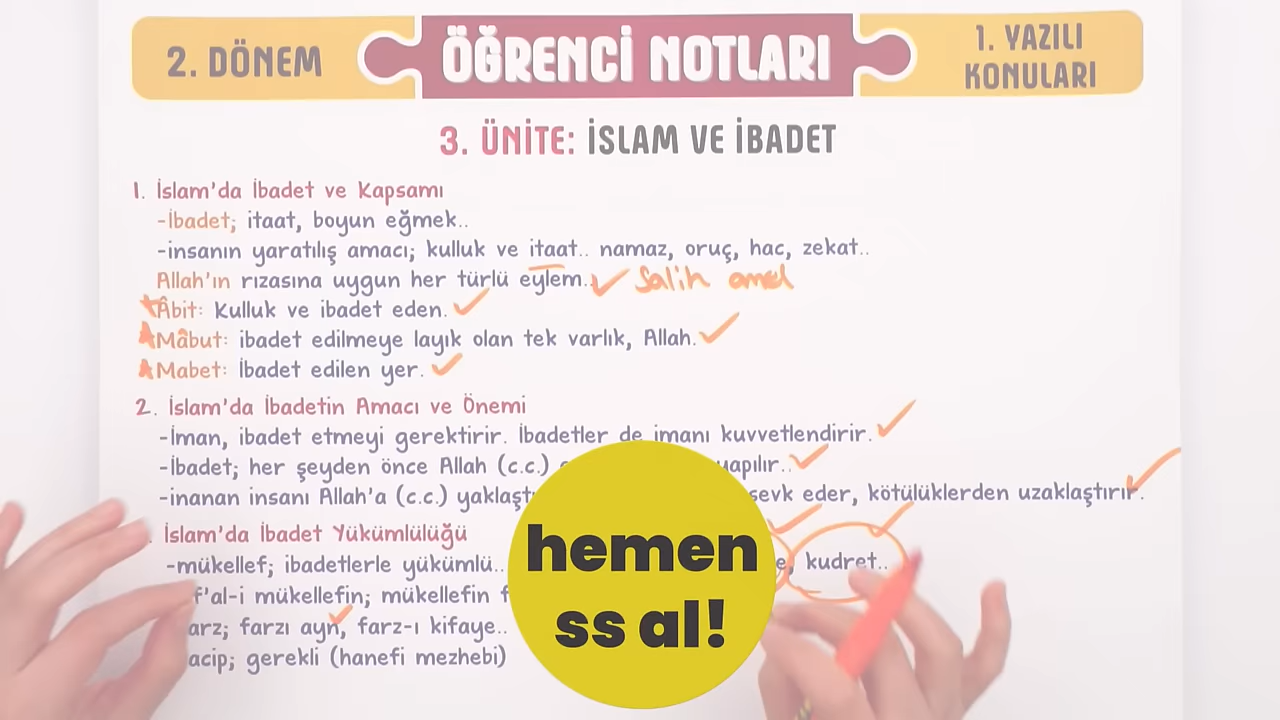 2. DÖNEM
ÖĞRENCİ NOTLARI
1. YAZILI
KONULARI
3. ÜNİTE: İSLAM VE İBADET
1. İslam'da İbadet ve Kapsamı
-İbadet; itaat, boyun eğmek..
-insanın yaratılış amacı; kulluk ve itaat.. namaz, oruç, hac, zekat..
Allah'ın rızasına uygun her türlü eylem.. Salih amel
Âbit: Kulluk ve ibadet eden.
Mâbut: ibadet edilmeye layık olan tek varlık, Allah.
Mabet: İbadet edilen yer.
2. İslam'da İbadetin Amacı ve Önemi
-İman, ibadet etmeyi gerektirir. İbadetler de imanı kuvvetlendirir.
-İbadet; her şeyden önce Allah (c.c.) yapılır..
-inanan insanı Allah'a (c.c.) sevk eder, kötülüklerden uzaklaştırır.
İslam'da İbadet Yükümlülüğü
-mükellef; ibadetlerle yükümlü.. kudret..
f'al-i mükellefin; mükellefin
arz; farzı ayn, farz-ı kifaye..
acip; gerekli (hanefi mezhebi)
hemen
ss al!